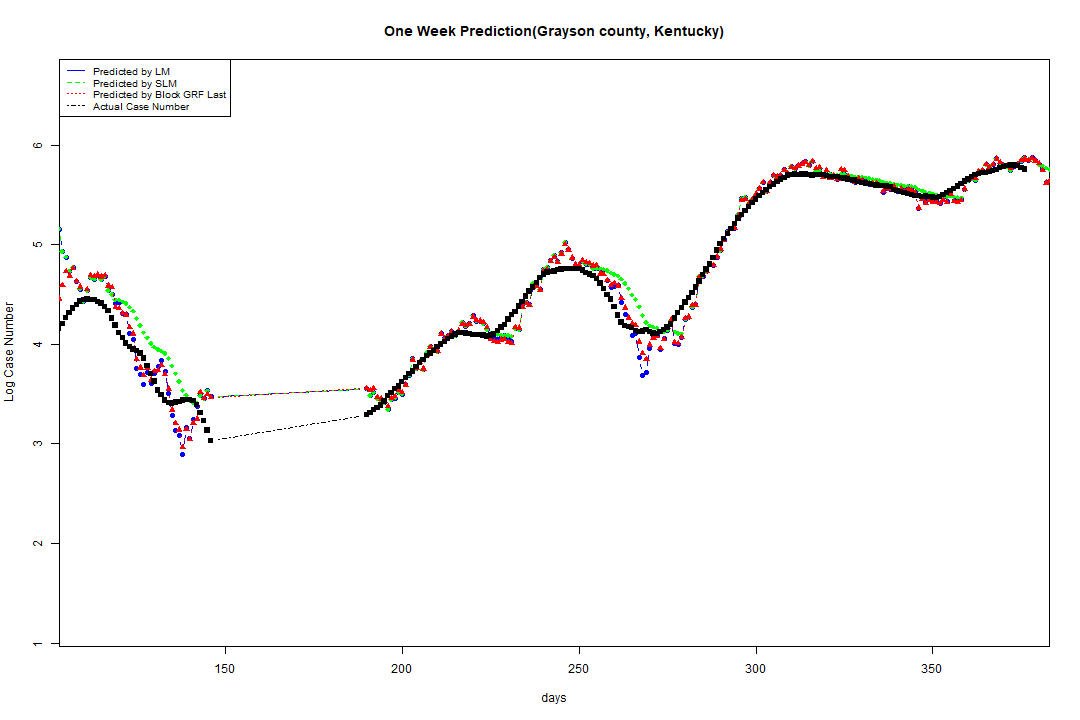 One Week Prediction(Grayson county, Kentucky)
Predicted by LM
Predicted by SLM
Predicted by Block GRF Last
Actual Case Number
6
5
4
3
2
1
Log Case Number
150
200
250
300
350
days